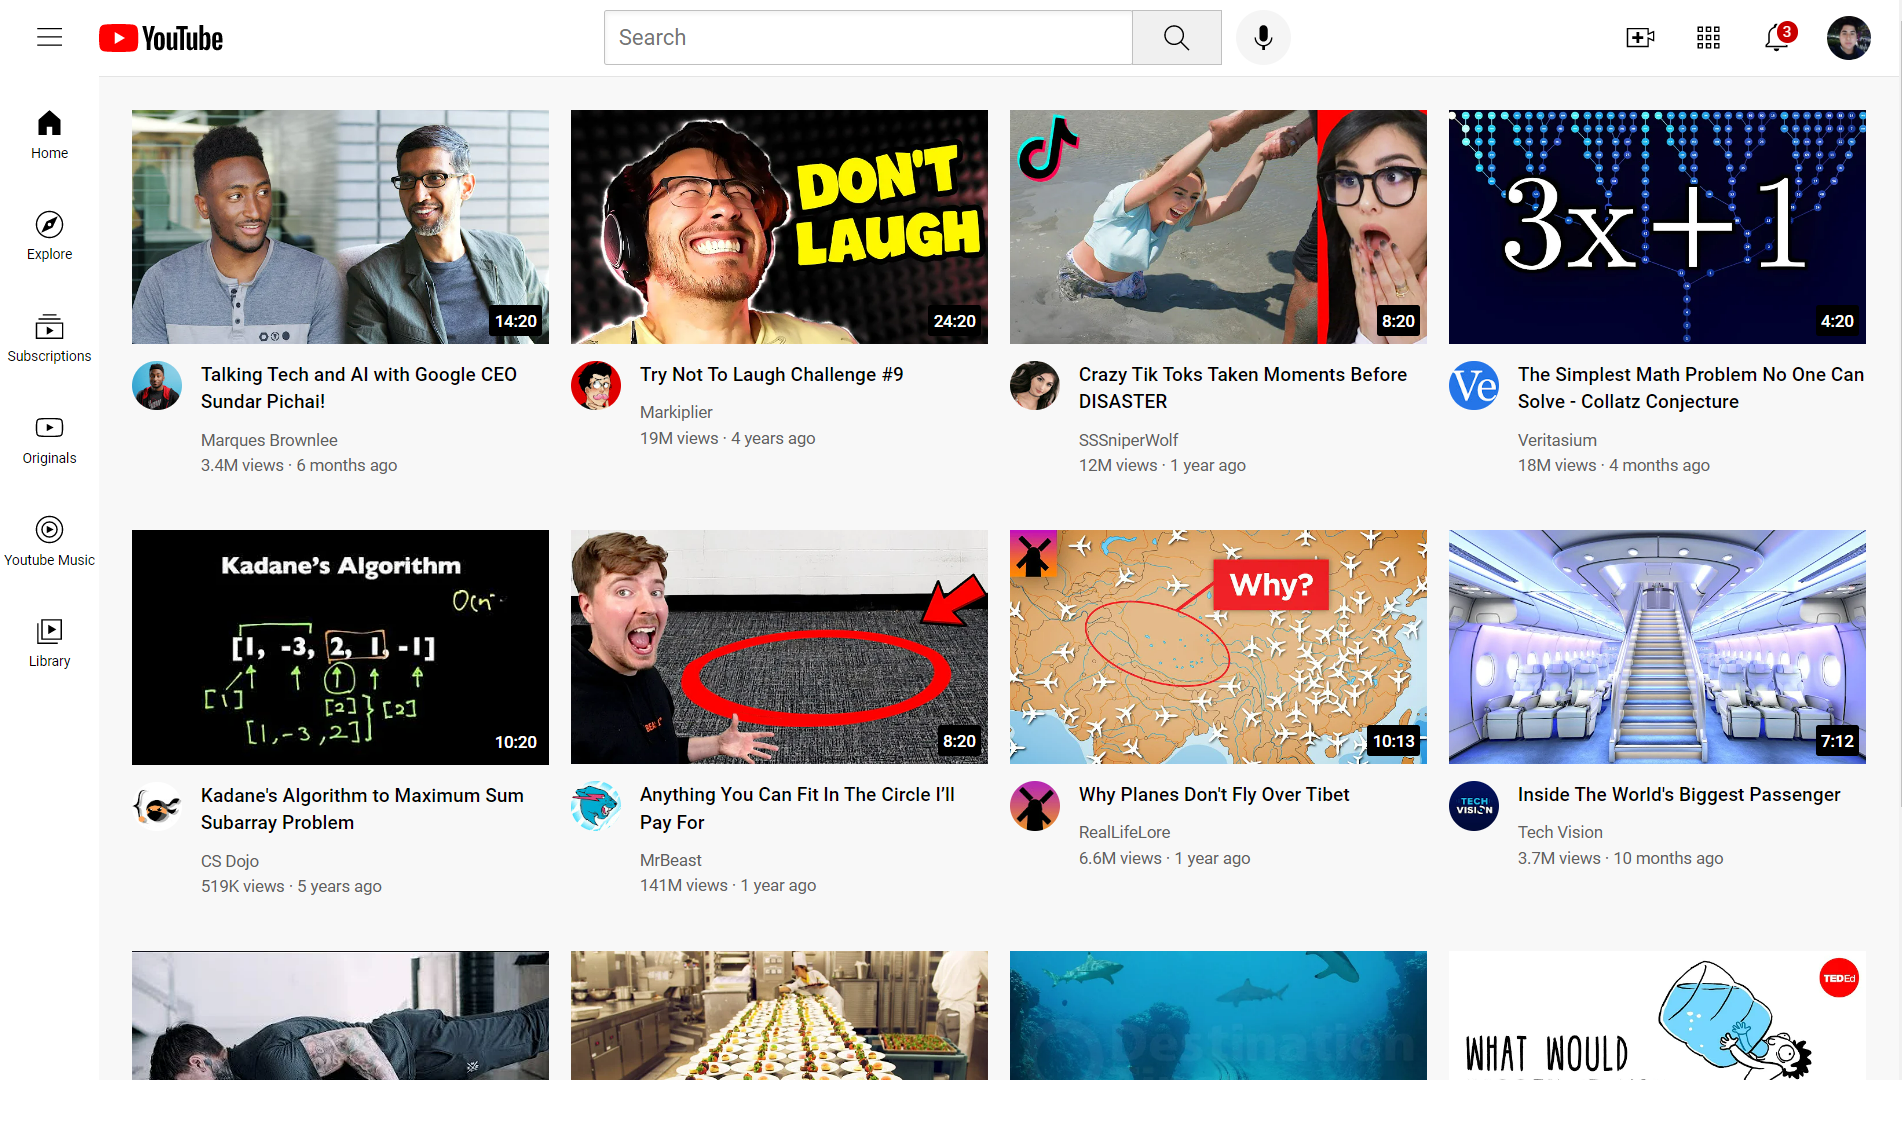 YouTube
Search
3
Home
Explore
Subscriptions
Originals
Youtube Music
Library
14:20
Talking Tech and AI with Google CEO
Sundar Pichai!
Marques Brownlee
3.4M views · 6 months ago
DON'T
LAUGH
24:20
Try Not To Laugh Challenge #9
Markiplier
19M views · 4 years ago
8:20
Crazy Tik Toks Taken Moments Before
DISASTER
SSSniperWolf
12M views · 1 year ago
3x+1
4:20
Ve
The Simplest Math Problem No One Can
Solve - Collatz Conjecture
Veritasium
18M views · 4 months ago
Kadane's Algorithm
[1, -3, 2, 1, -1]
[1]
[2]
[2]
[1, -3, 2]
10:20
Kadane's Algorithm to Maximum Sum
Subarray Problem
CS Dojo
519K views · 5 years ago
8:20
Anything You Can Fit In The Circle I’ll
Pay For
MrBeast
141M views · 1 year ago
Why?
10:13
Why Planes Don't Fly Over Tibet
RealLifeLore
6.6M views · 1 year ago
7:12
TECH
VISION
Inside The World's Biggest Passenger
Tech Vision
3.7M views · 10 months ago
Destination
TED Ed
WHAT WOULD